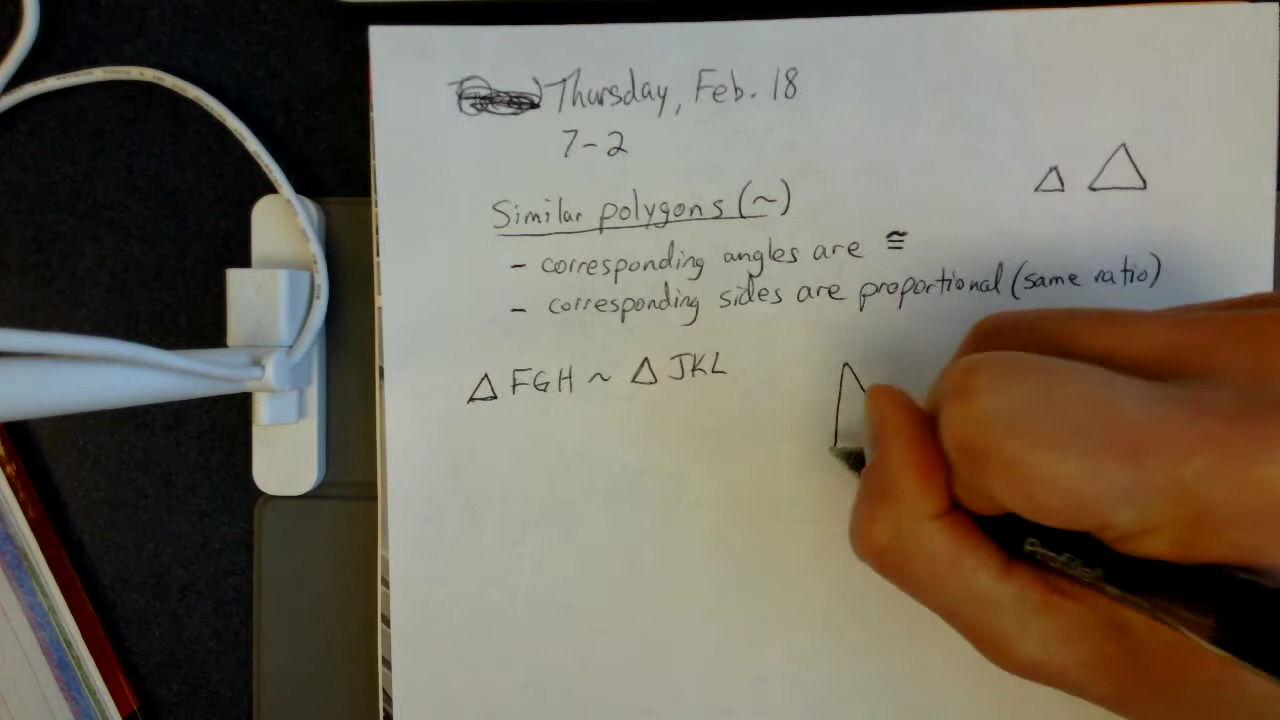 Thursday, Feb. 18
7-2
Similar polygons (~)
- corresponding angles are ≅
- corresponding sides are proportional (same ratio)
△ FGH ~ △ JKL